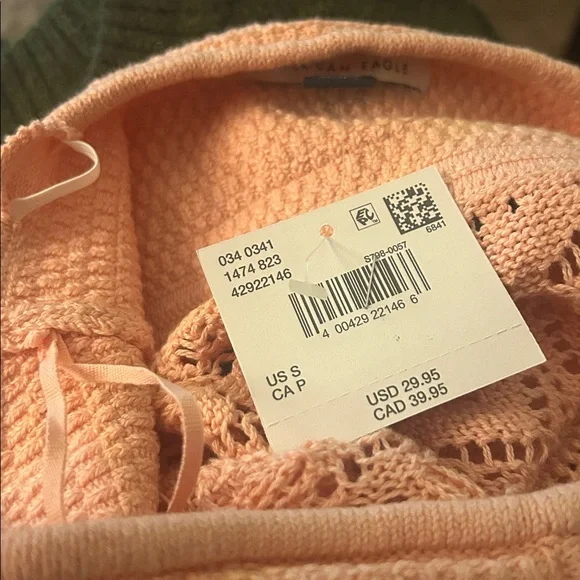 EAGLE
034 0341
1474 823
42922146
6841
S798-0057
4 00429 22146 6
US S
CA P
USD 29.95
CAD 39.95